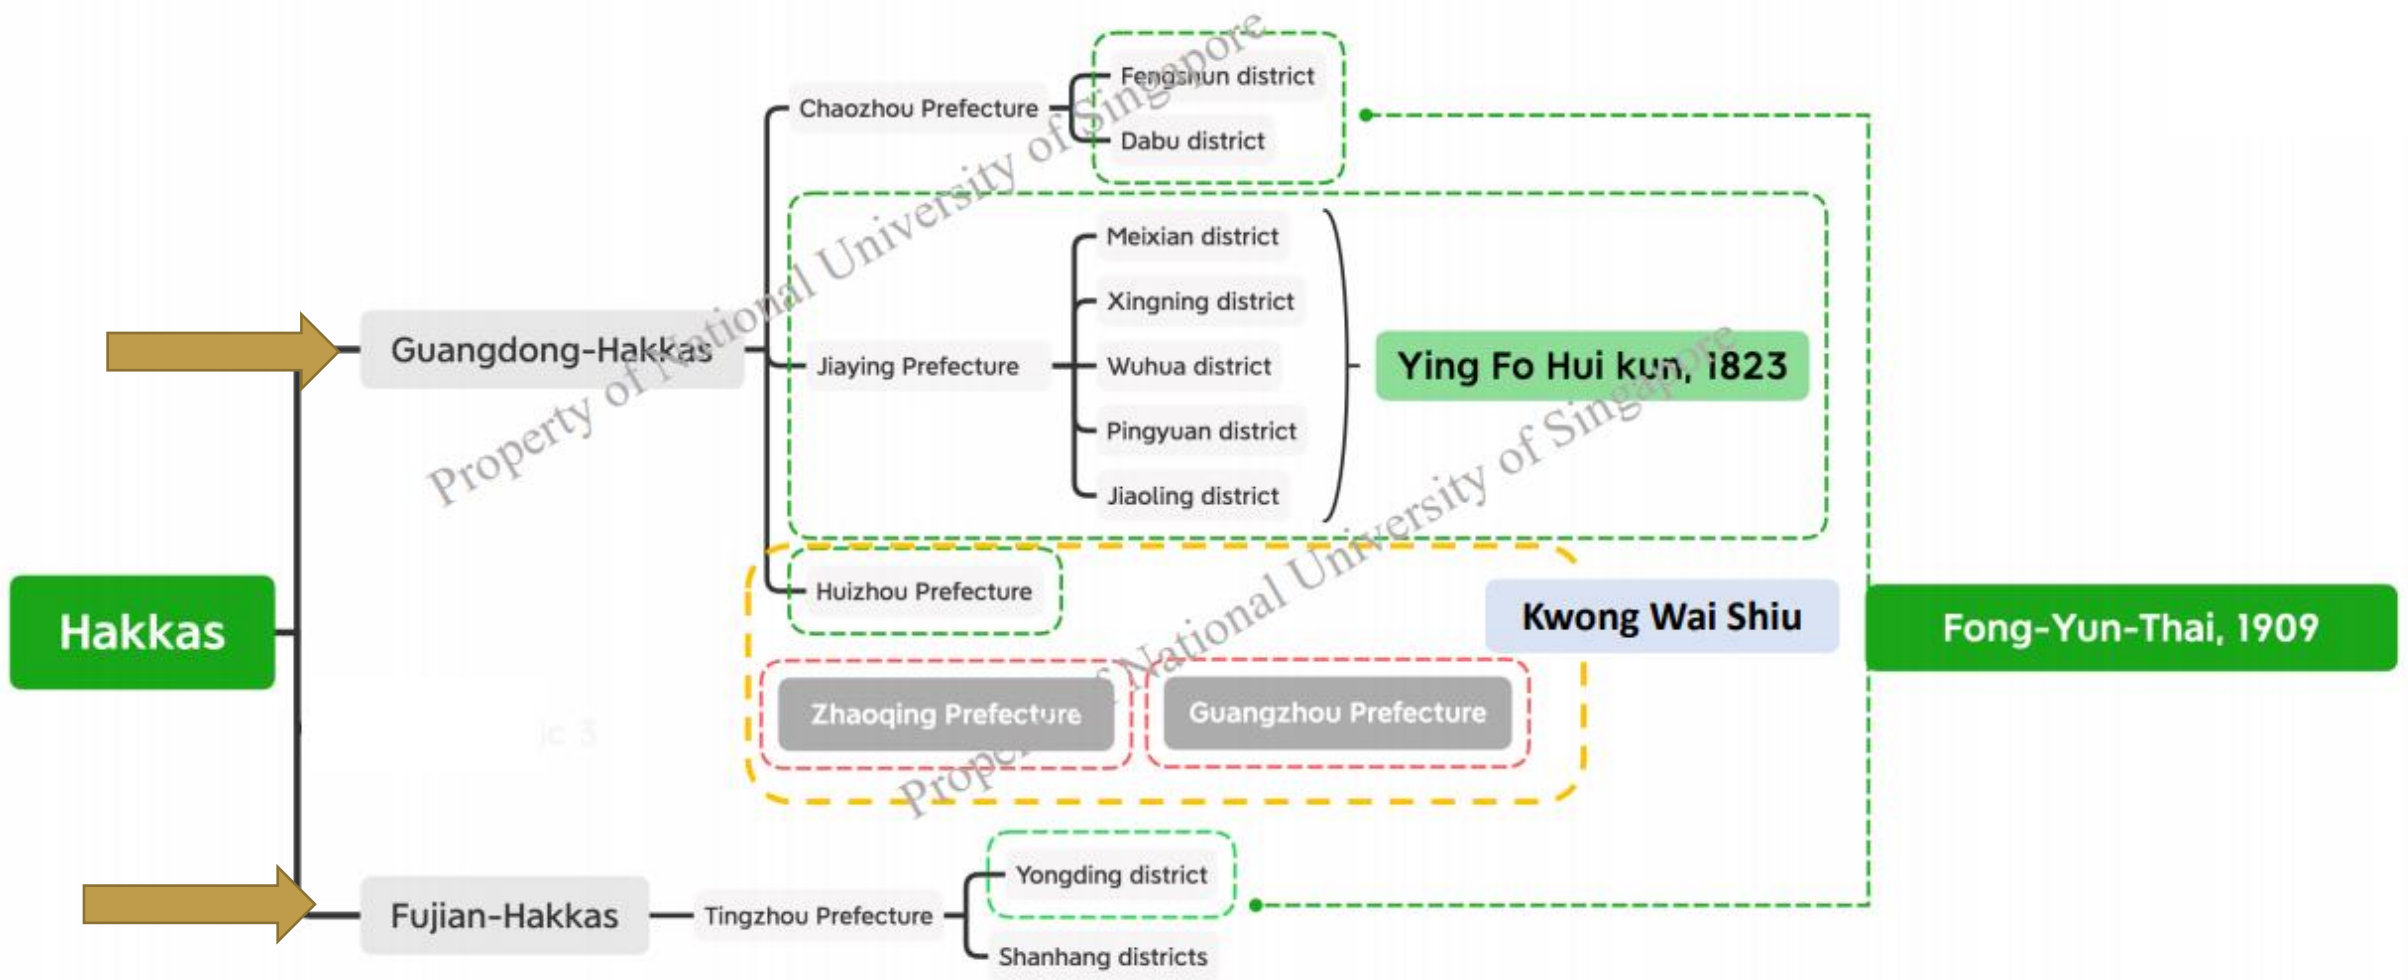 Fengshun district
Chaozhou Prefecture
Dabu district
Meixian district
Xingning district
Guangdong-Hakkas
Jiaying Prefecture
Wuhua district
Ying Fo Hui kun, 1823
Pingyuan district
Jiaoling district
Huizhou Prefecture
Hakkas
Kwong Wai Shiu
Fong-Yun-Thai, 1909
Zhaoqing Prefecture
Guangzhou Prefecture
ic 3
Yongding district
Fujian-Hakkas
Tingzhou Prefecture
Shanhang districts
Property of National University of Singapore
Property of National University of Singapore